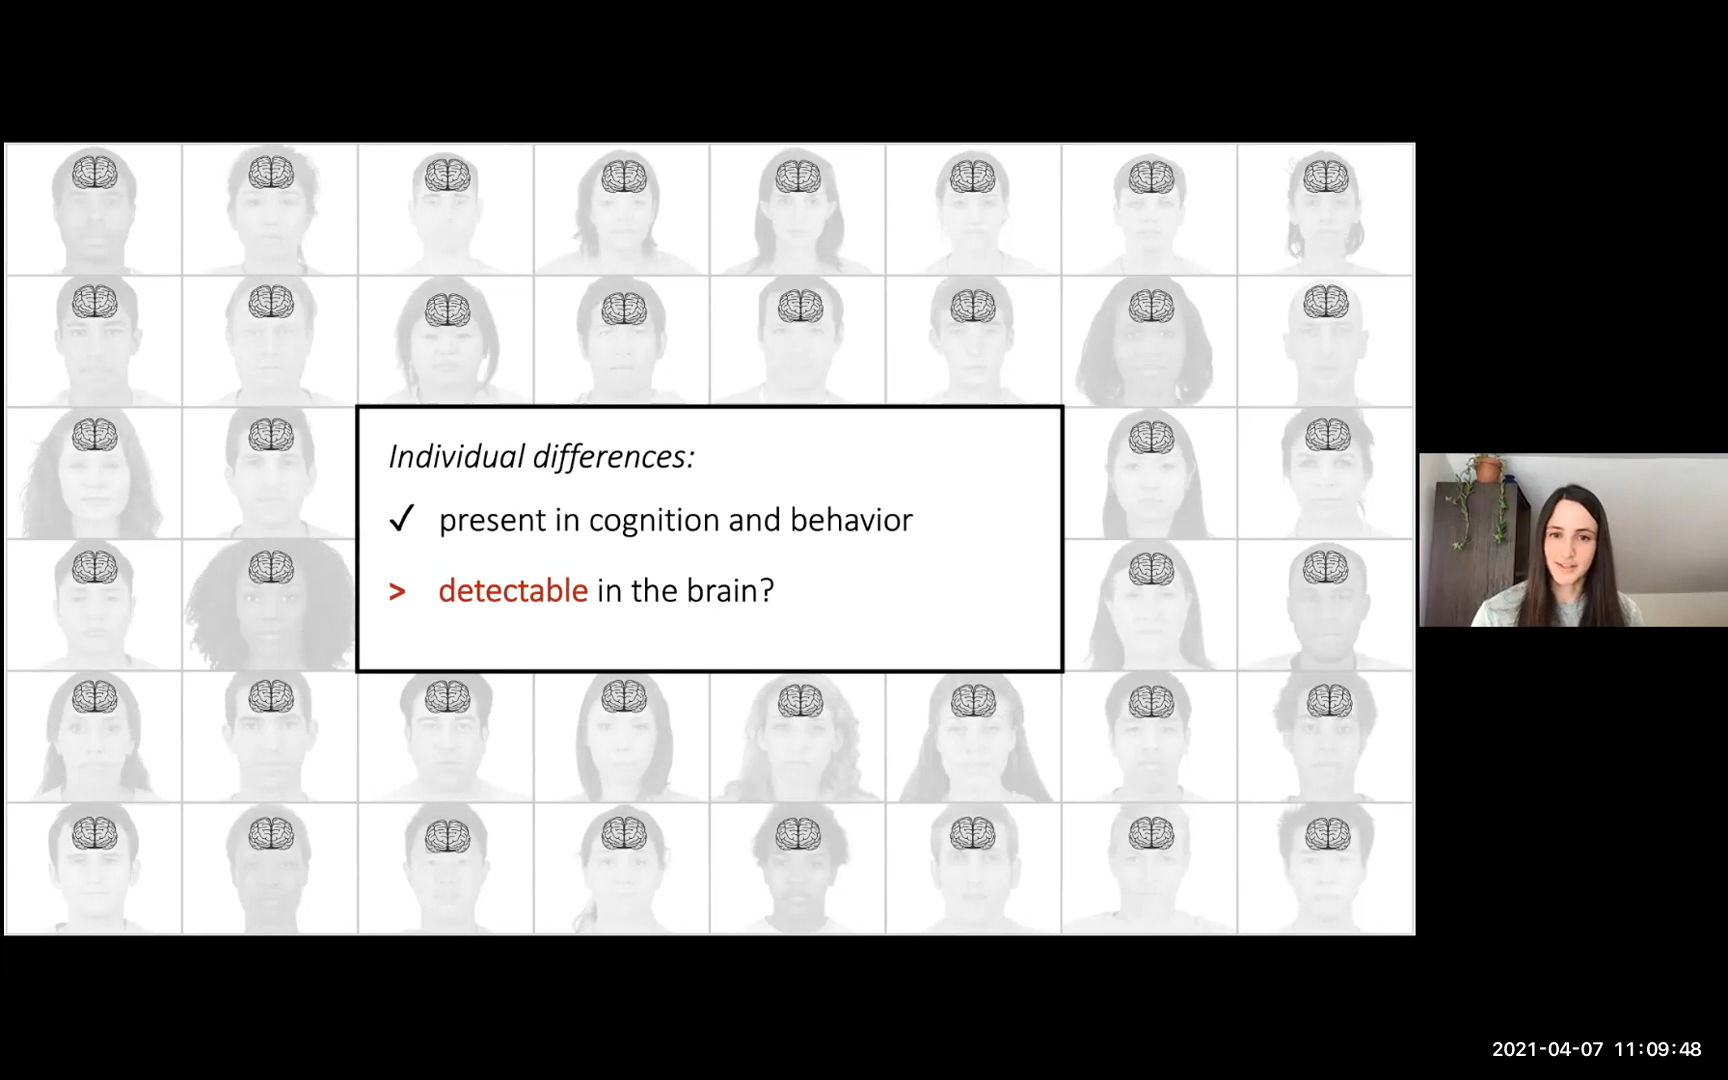 Individual differences:
✓ present in cognition and behavior
> detectable in the brain?
2021-04-07 11:09:48